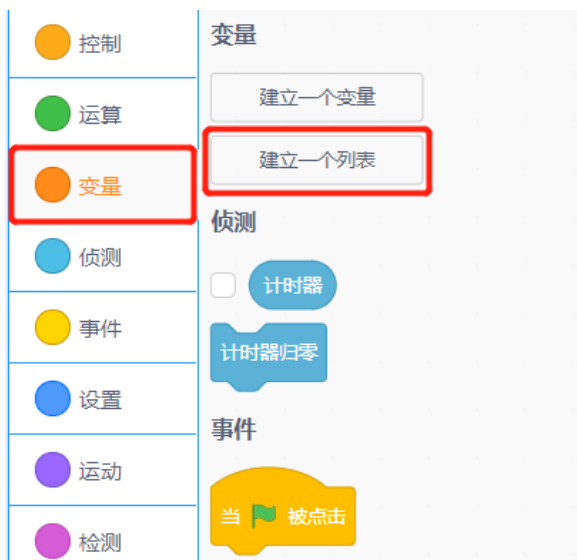 控制
运算
变量
侦测
事件
设置
运动
检测
变量
建立一个变量
建立一个列表
侦测
计时器
计时器归零
事件
当 被点击